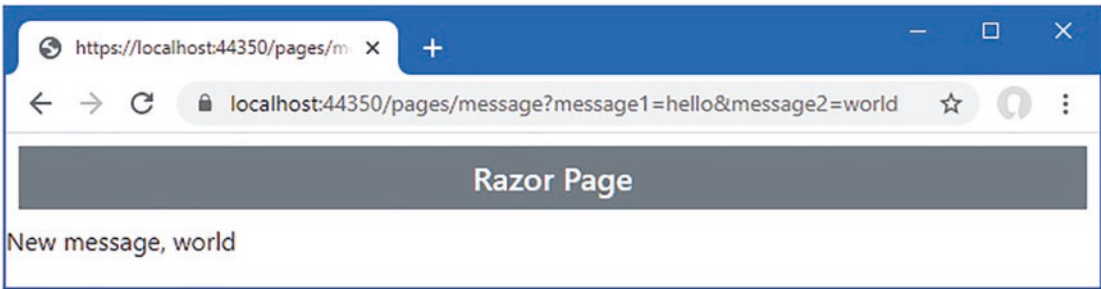 https://localhost:44350/pages/m
localhost:44350/pages/message?message1=hello&message2=world
Razor Page
New message, world